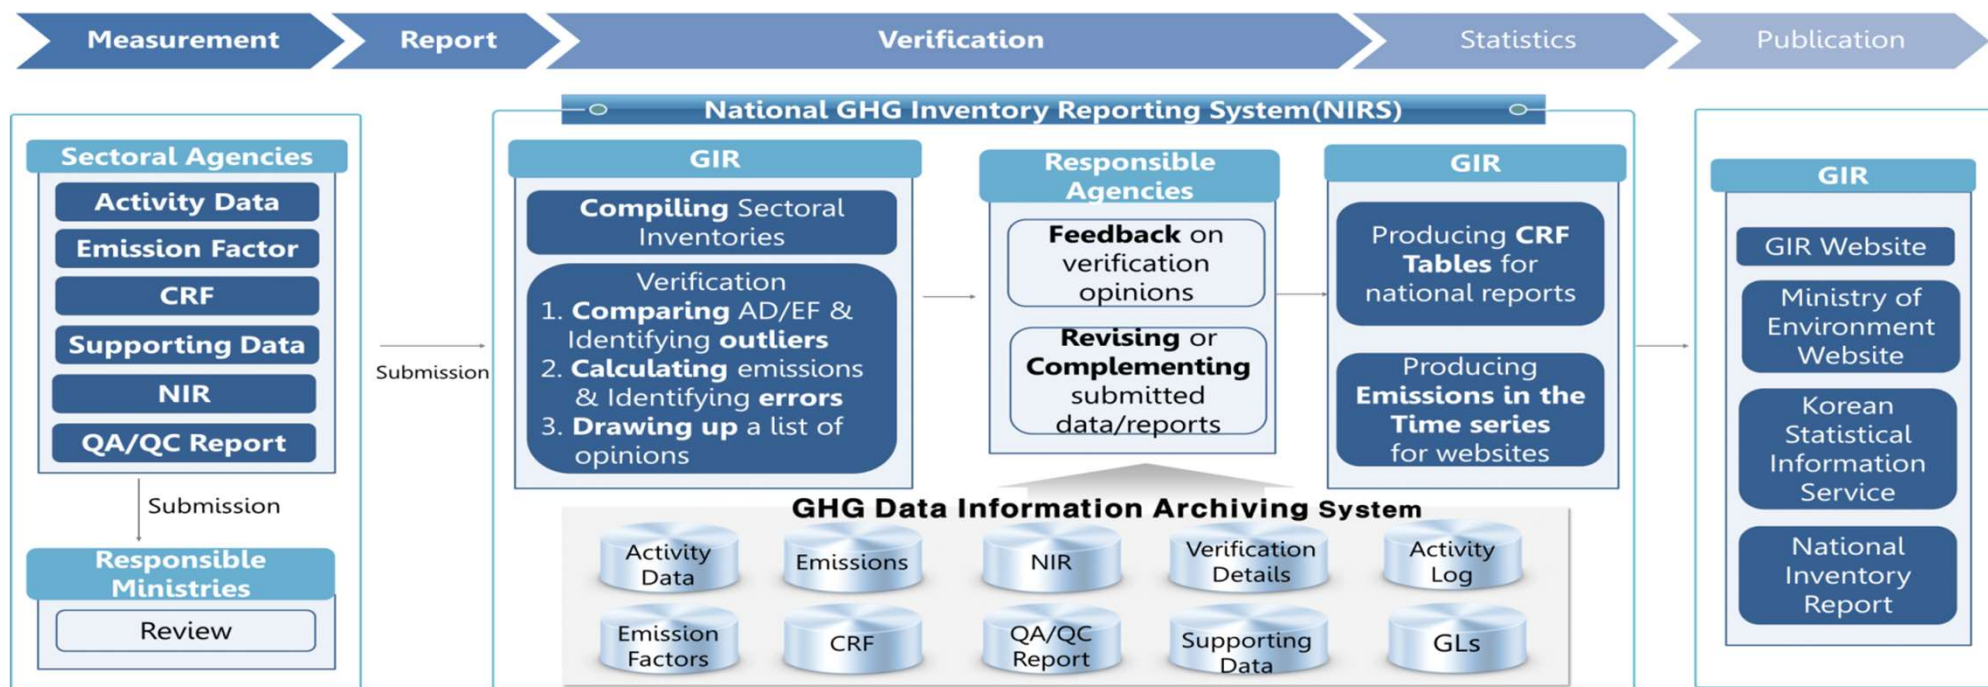 Measurement
Report
Verification
Statistics
Publication
Sectoral Agencies
Activity Data
Emission Factor
CRF
Supporting Data
NIR
QA/QC Report
Submission
Responsible
Ministries
Review
Submission
National GHG Inventory Reporting System(NIRS)
GIR
Compiling Sectoral
Inventories
Verification
1. Comparing AD/EF &
Identifying outliers
2. Calculating emissions
& Identifying errors
3. Drawing up a list of
opinions
Responsible
Agencies
Feedback on
verification
opinions
Revising or
Complementing
submitted
data/reports
GIR
Producing CRF
Tables for
national reports
Producing
Emissions in the
Time series
for websites
GHG Data Information Archiving System
Activity
Data
Emissions
NIR
Verification
Details
Activity
Log
Emission
Factors
CRF
QA/QC
Report
Supporting
Data
GLs
GIR
GIR Website
Ministry of
Environment
Website
Korean
Statistical
Information
Service
National
Inventory
Report